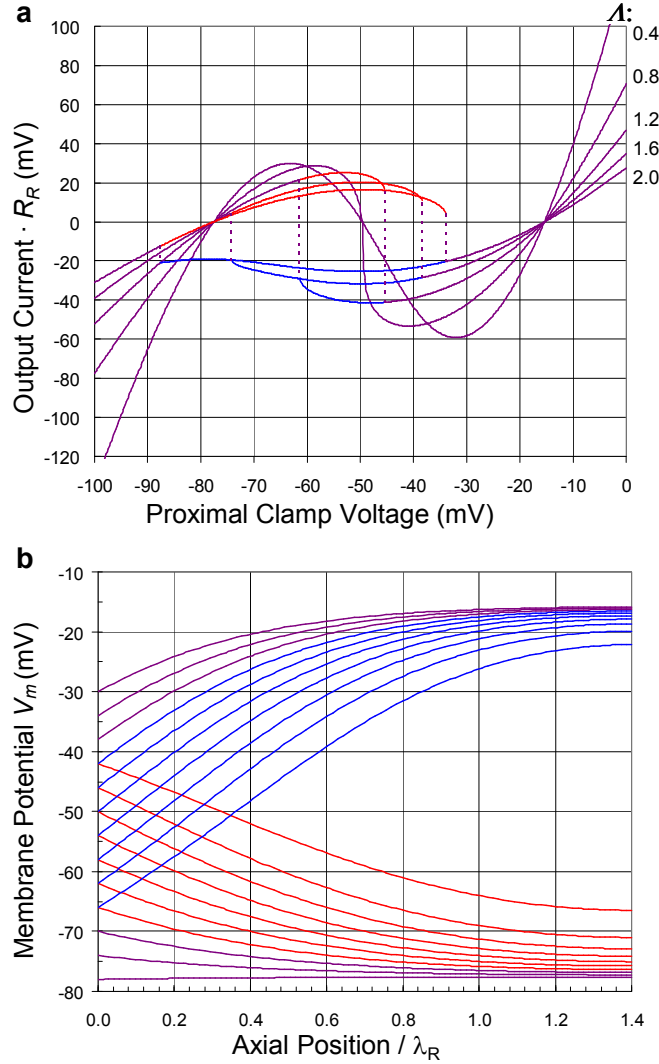 a
Λ:
100
80
60
40
20
0
-20
-40
-60
-80
-100
-120
0.4
0.8
1.2
1.6
2.0
Output Current · R_R (mV)
-100 -90 -80 -70 -60 -50 -40 -30 -20 -10 0
Proximal Clamp Voltage (mV)
b
-10
-20
-30
-40
-50
-60
-70
-80
Membrane Potential V_m (mV)
0.0 0.2 0.4 0.6 0.8 1.0 1.2 1.4
Axial Position / λ_R